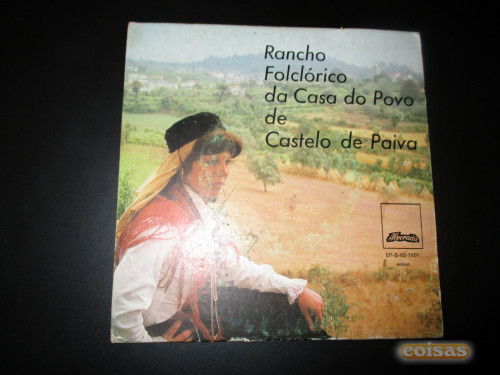 Rancho
Folclórico
da Casa do Povo
de
Castelo de Paiva
Alvorada
coisas